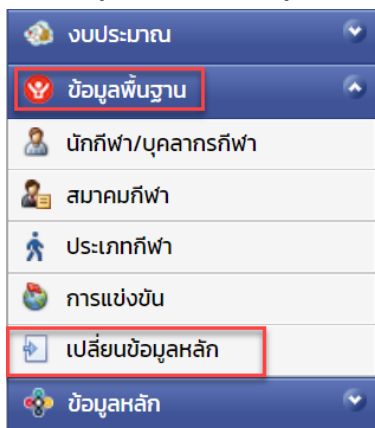 งบประมาณ
ข้อมูลพื้นฐาน
นักกีฬา/บุคลากรกีฬา
สมาคมกีฬา
ประเภทกีฬา
การแข่งขัน
เปลี่ยนข้อมูลหลัก
ข้อมูลหลัก